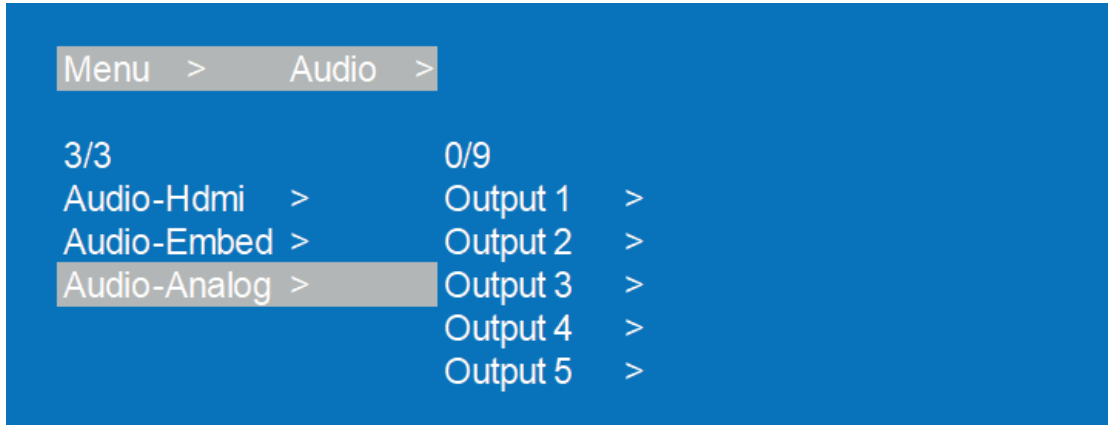 Menu > Audio >
3/3 0/9
Audio-Hdmi > Output 1 >
Audio-Embed > Output 2 >
Audio-Analog > Output 3 >
Output 4 >
Output 5 >